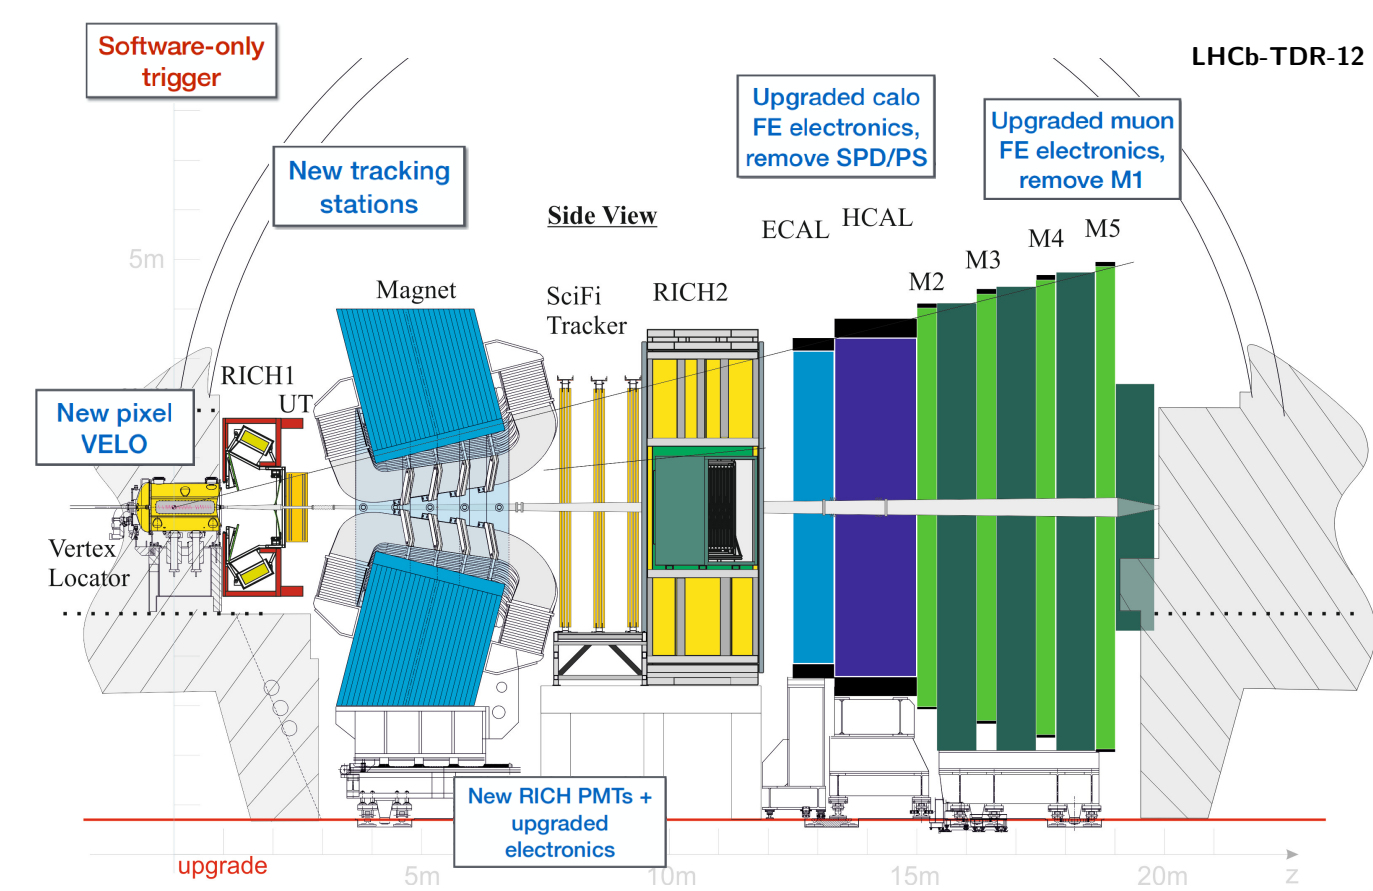 Software-only
trigger
LHCb-TDR-12
Upgraded calo
FE electronics,
remove SPD/PS
Upgraded muon
FE electronics,
remove M1
New tracking
stations
Side View
ECAL
HCAL
M2
M3
M4
M5
5m
Magnet
SciFi
Tracker
RICH2
RICH1
UT
New pixel
VELO
Vertex
Locator
New RICH PMTs +
upgraded
electronics
upgrade
5m
10m
15m
20m
z